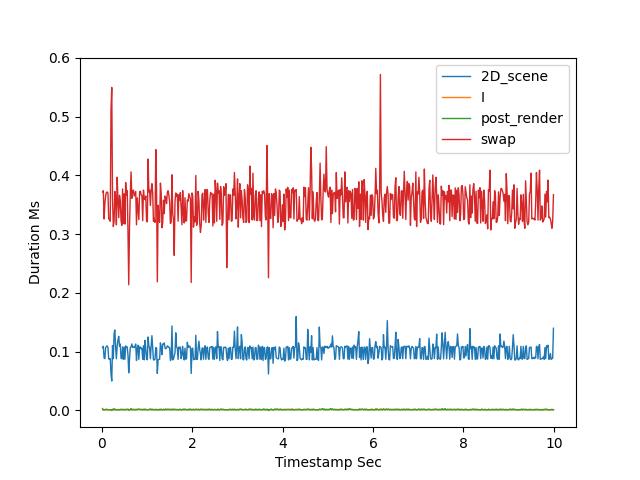 0.6
0.5
0.4
0.3
0.2
0.1
0.0
Duration Ms
0
2
4
6
8
10
Timestamp Sec
2D_scene
I
post_render
swap